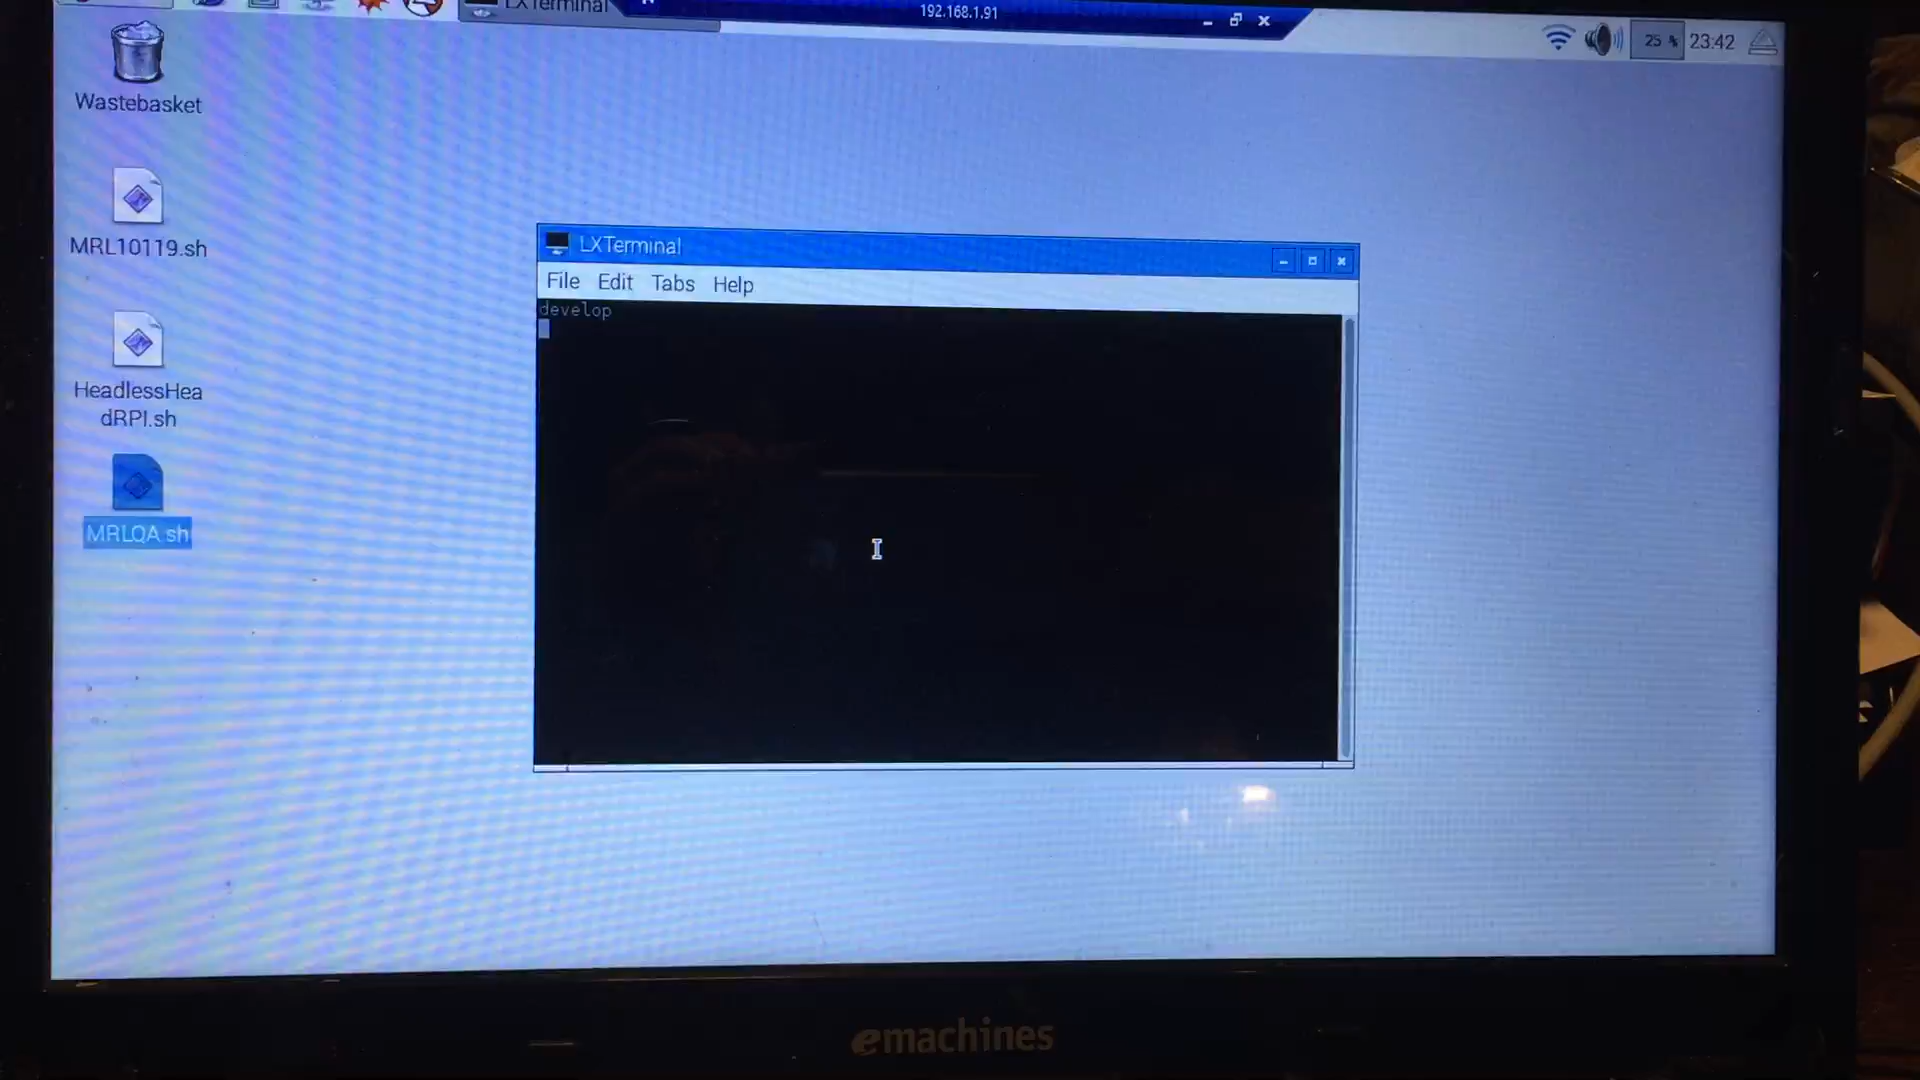 LXTerminal
192.168.1.91
25 %
23:42
Wastebasket
MRL10119.sh
HeadlessHea
dRPI.sh
MRLQA.sh
LXTerminal
File Edit Tabs Help
develop
emachines